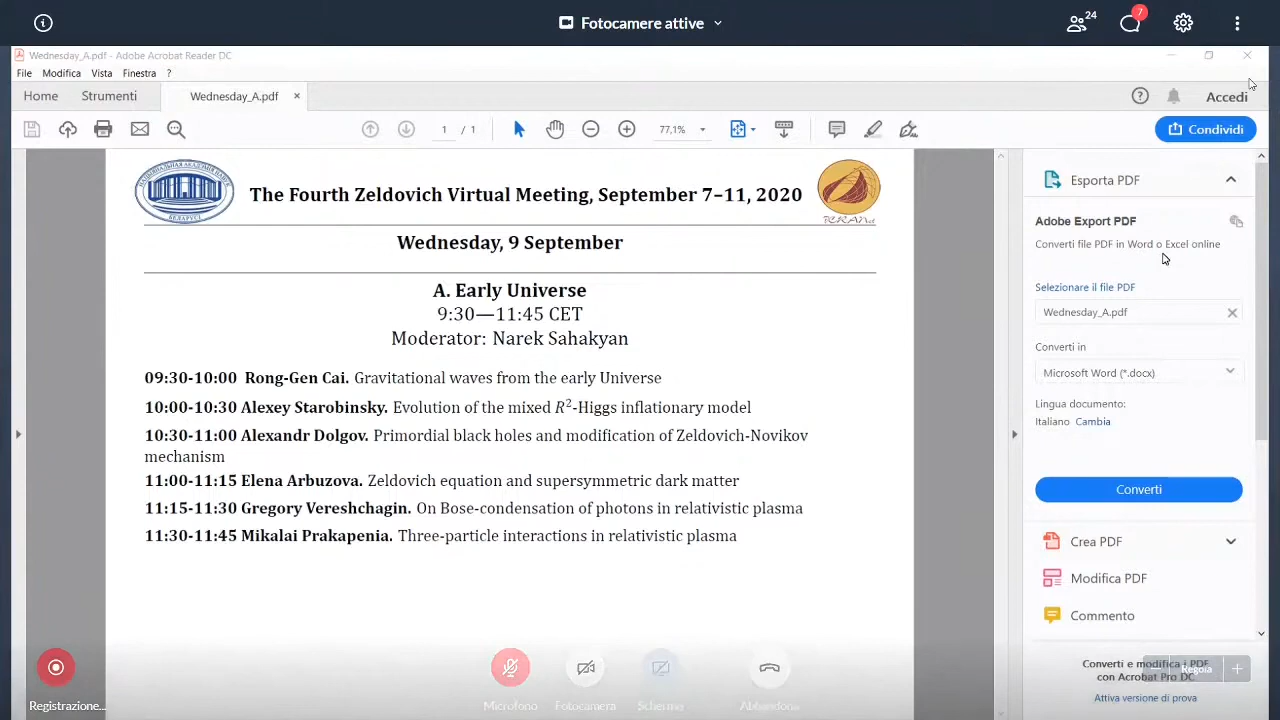 Fotocamere attive
24
7
Wednesday_A.pdf - Adobe Acrobat Reader DC
File Modifica Vista Finestra ?
Home Strumenti Wednesday_A.pdf × Accedi
1 / 1 77,1% Condividi
НАЦИОНАЛЬНАЯ АКАДЕМИЯ НАУК
БЕЛАРУСЬ
The Fourth Zeldovich Virtual Meeting, September 7–11, 2020
ICRANet
Wednesday, 9 September
A. Early Universe
9:30—11:45 CET
Moderator: Narek Sahakyan
09:30-10:00 Rong-Gen Cai. Gravitational waves from the early Universe
10:00-10:30 Alexey Starobinsky. Evolution of the mixed R²-Higgs inflationary model
10:30-11:00 Alexandr Dolgov. Primordial black holes and modification of Zeldovich-Novikov
mechanism
11:00-11:15 Elena Arbuzova. Zeldovich equation and supersymmetric dark matter
11:15-11:30 Gregory Vereshchagin. On Bose-condensation of photons in relativistic plasma
11:30-11:45 Mikalai Prakapenia. Three-particle interactions in relativistic plasma
Esporta PDF
Adobe Export PDF
Converti file PDF in Word o Excel online
Selezionare il file PDF
Wednesday_A.pdf
Converti in
Microsoft Word (*.docx)
Lingua documento:
Italiano Cambia
Converti
Crea PDF
Modifica PDF
Commento
Converti e modifica i PDF
con Acrobat Pro DC
Attiva versione di prova
Regola
Registrazione...
Microfono Fotocamera Schermo Abbandona